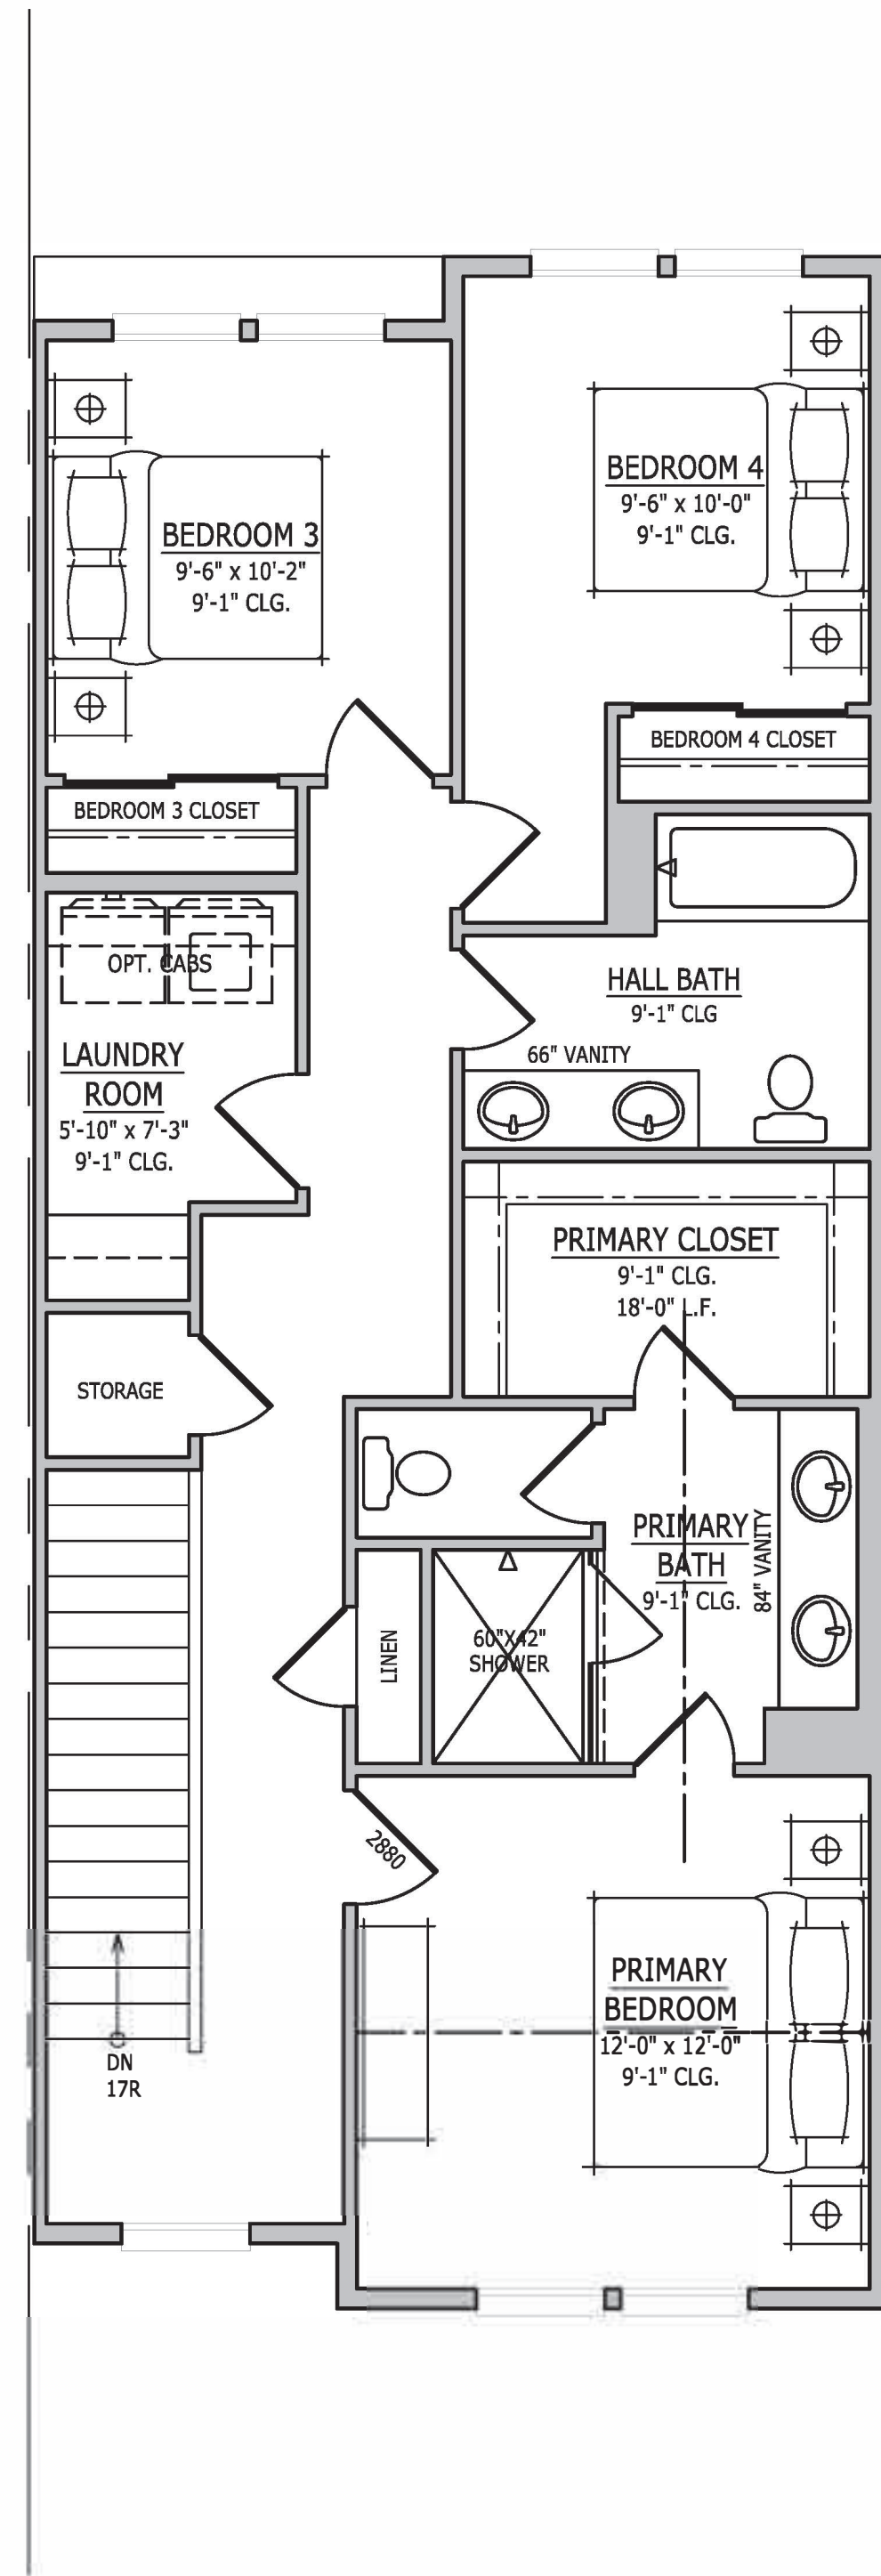 BEDROOM 4
9'-6" x 10'-0"
9'-1" CLG.
BEDROOM 3
9'-6" x 10'-2"
9'-1" CLG.
BEDROOM 4 CLOSET
BEDROOM 3 CLOSET
OPT. CABS
HALL BATH
9'-1" CLG
66" VANITY
LAUNDRY
ROOM
5'-10" x 7'-3"
9'-1" CLG.
PRIMARY CLOSET
9'-1" CLG.
18'-0" L.F.
STORAGE
PRIMARY
BATH
9'-1" CLG.
84" VANITY
LINEN
60"X42"
SHOWER
2880
PRIMARY
BEDROOM
12'-0" x 12'-0"
9'-1" CLG.
DN
17R